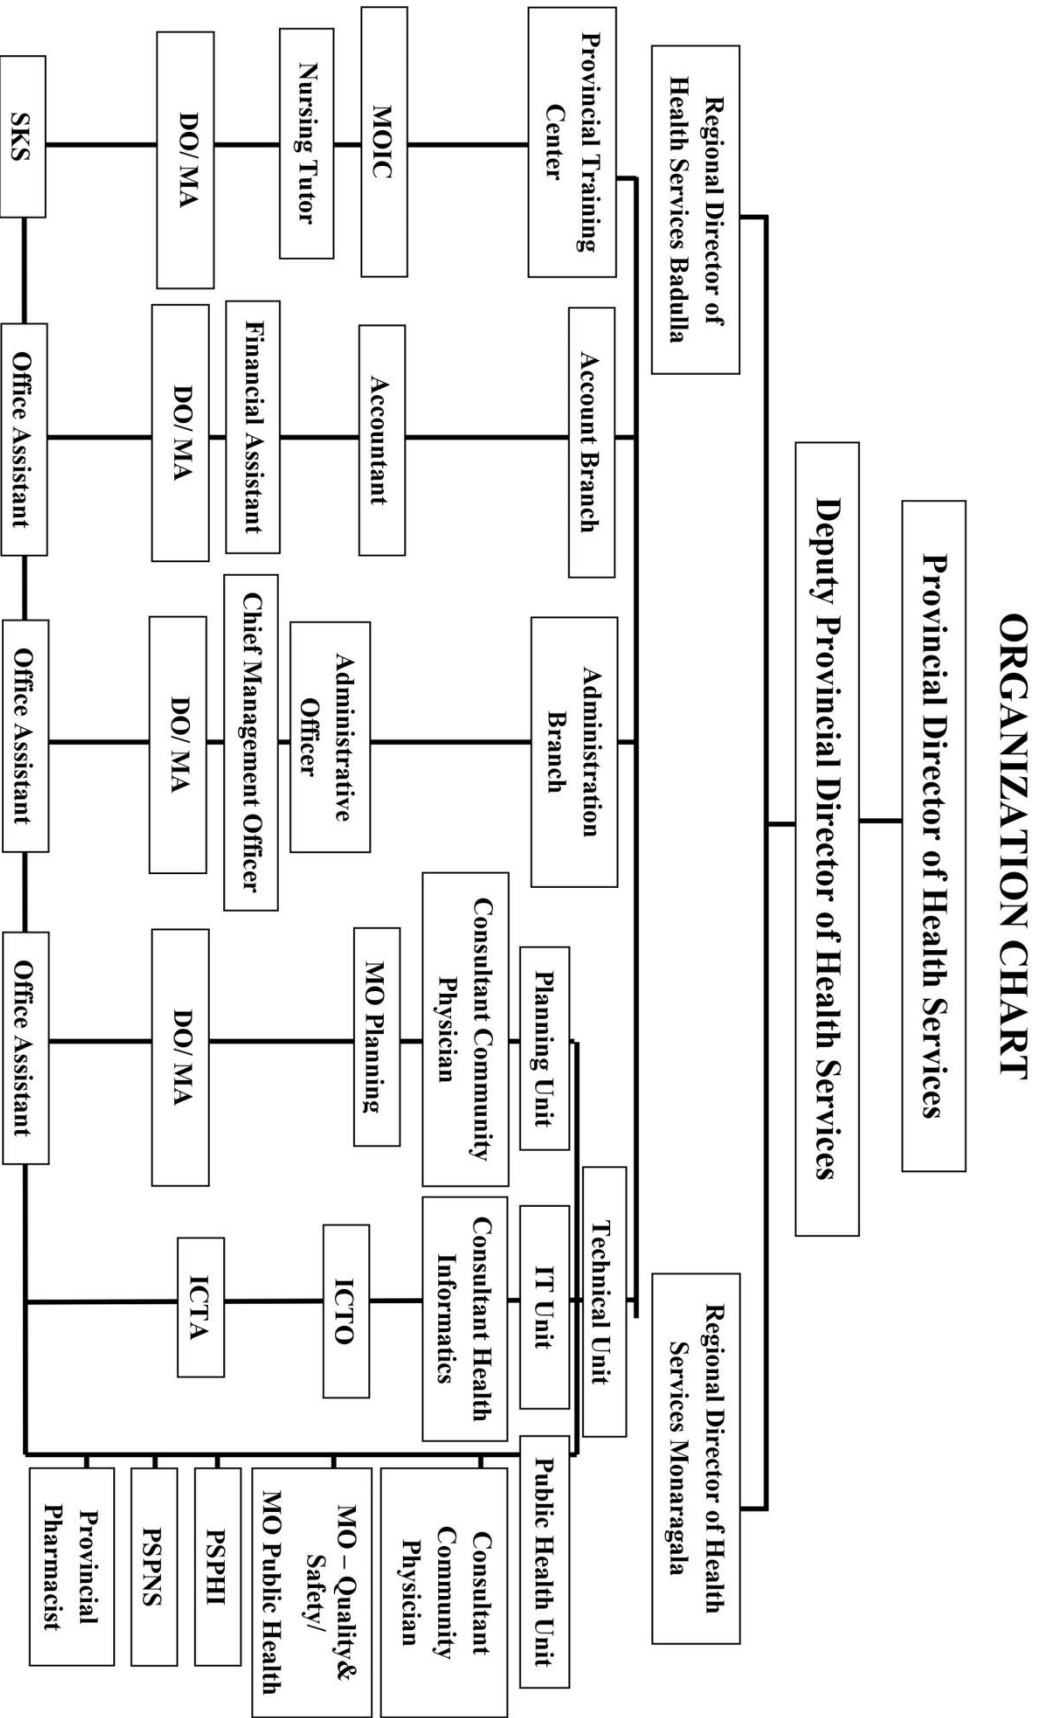 ORGANIZATION CHART
Provincial Director of Health Services
Deputy Provincial Director of Health Services
Regional Director of
Health Services Badulla
Regional Director of Health
Services Monaragala
Provincial Training
Center
Account Branch
Administration
Branch
Technical Unit
Planning Unit
IT Unit
Public Health Unit
MOIC
Nursing Tutor
DO/ MA
SKS
Accountant
Financial Assistant
DO/ MA
Office Assistant
Administrative
Officer
Chief Management Officer
DO/ MA
Office Assistant
Consultant Community
Physician
MO Planning
DO/ MA
Office Assistant
Consultant Health
Informatics
ICTO
ICTA
Consultant
Community
Physician
MO – Quality&
Safety/
MO Public Health
PSPHI
PSPNS
Provincial
Pharmacist